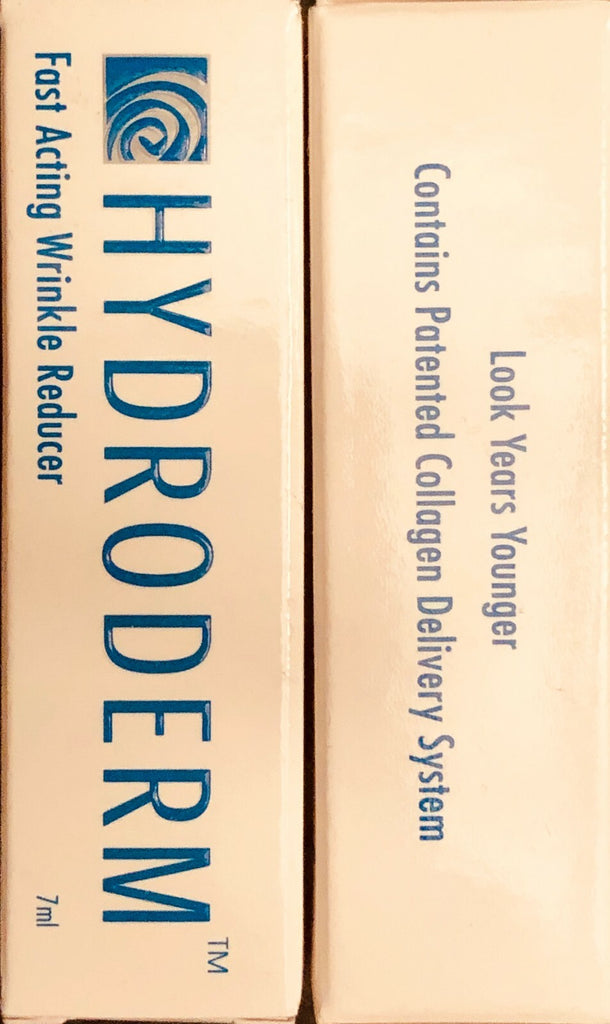 HYDRODERM™
Fast Acting Wrinkle Reducer
7ml
Look Years Younger
Contains Patented Collagen Delivery System